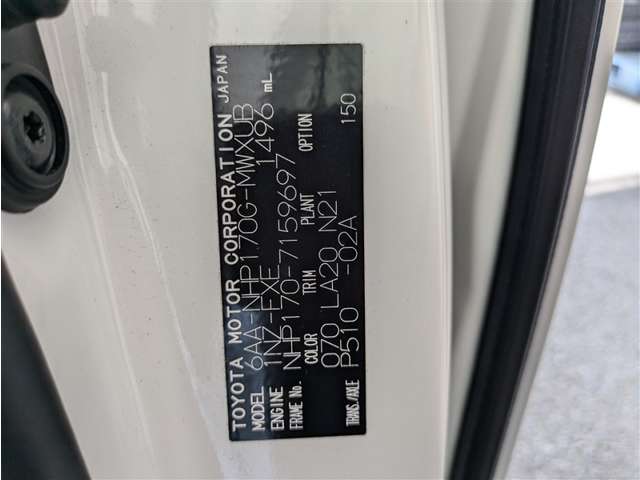 TOYOTA MOTOR CORPORATION JAPAN
MODEL 6AA-NHP170G-MWXUB
ENGINE 1NZ-EXE 1496 mL
FRAME No. NHP170-7159697
COLOR TRIM PLANT OPTION
070 LA20 N21 150
TRANS./AXLE P510 -02A